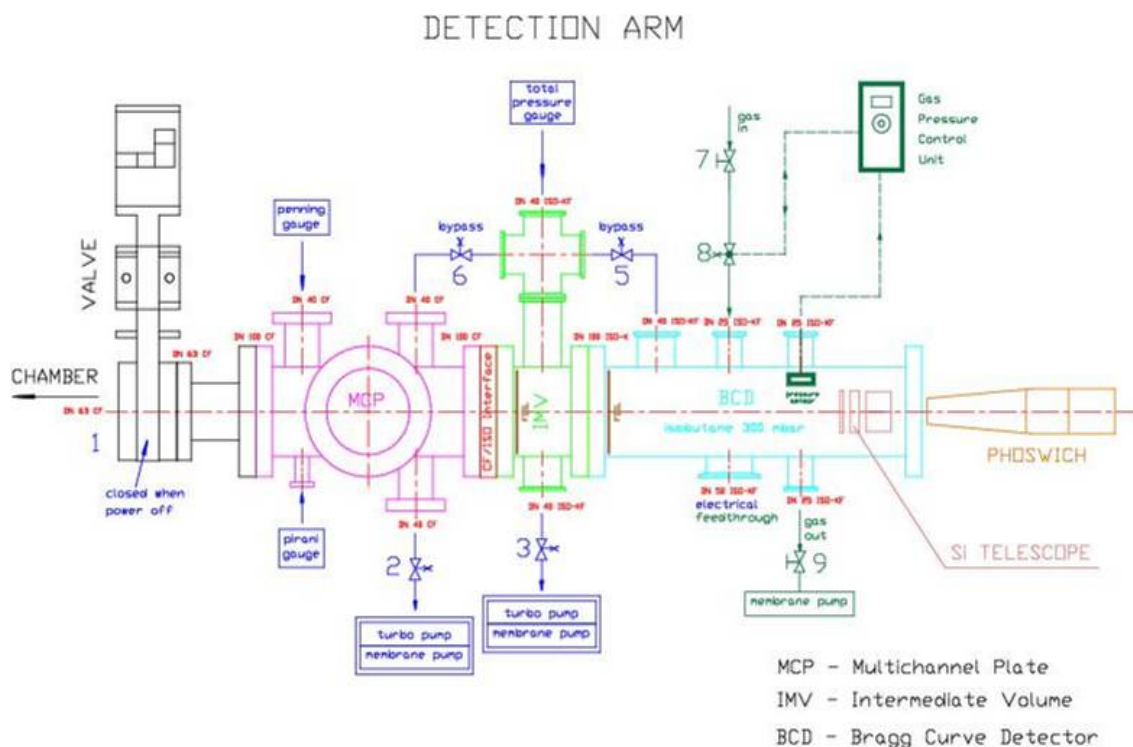 DETECTION ARM
total
pressure
gauge
gas
in
Gas
Pressure
Control
Unit
7
DN 40 ISO-KF
penning
gauge
bypass
bypass
6
5
8
VALVE
DN 40 CF
DN 40 CF
DN 40 ISO-KF
DN 25 ISO-KF
DN 25 ISO-KF
DN 100 CF
DN 100 CF
DN 100 ISO-K
DN 63 CF
CHAMBER
DN 63 CF
1
MCP
CF/ISO Interface
IMV
BCD
pressure
sensor
isobutane 300 mbar
PHOSWICH
closed when
power off
pirani
gauge
DN 40 CF
DN 40 ISO-KF
DN 50 ISO-KF
DN 25 ISO-KF
electrical
feedthrough
gas
out
SI TELESCOPE
2
3
9
turbo pump
membrane pump
turbo pump
membrane pump
membrane pump
MCP - Multichannel Plate
IMV - Intermediate Volume
BCD - Bragg Curve Detector